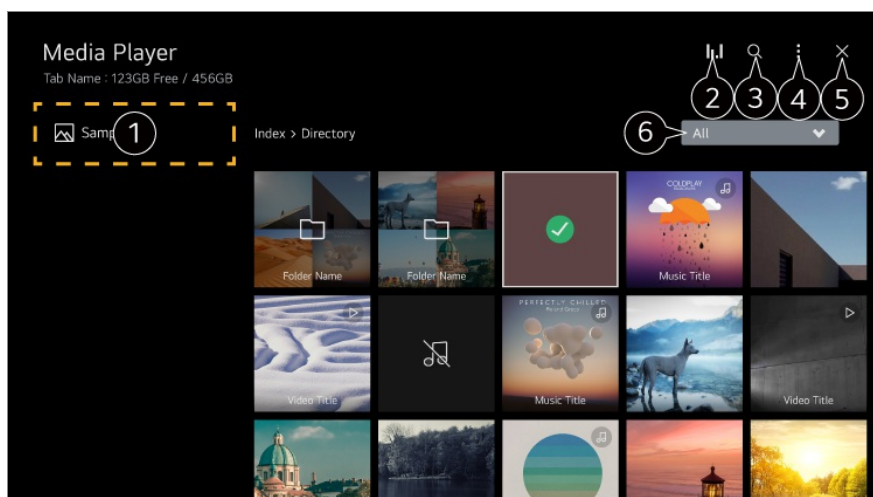 Media Player
Tab Name : 123GB Free / 456GB
2 3 4 5
Samp
1
Index > Directory
6
All
COLDPLAY
Folder Name
Folder Name
Music Title
PERFECTLY CHILLED
Video Title
Music Title
Video Title